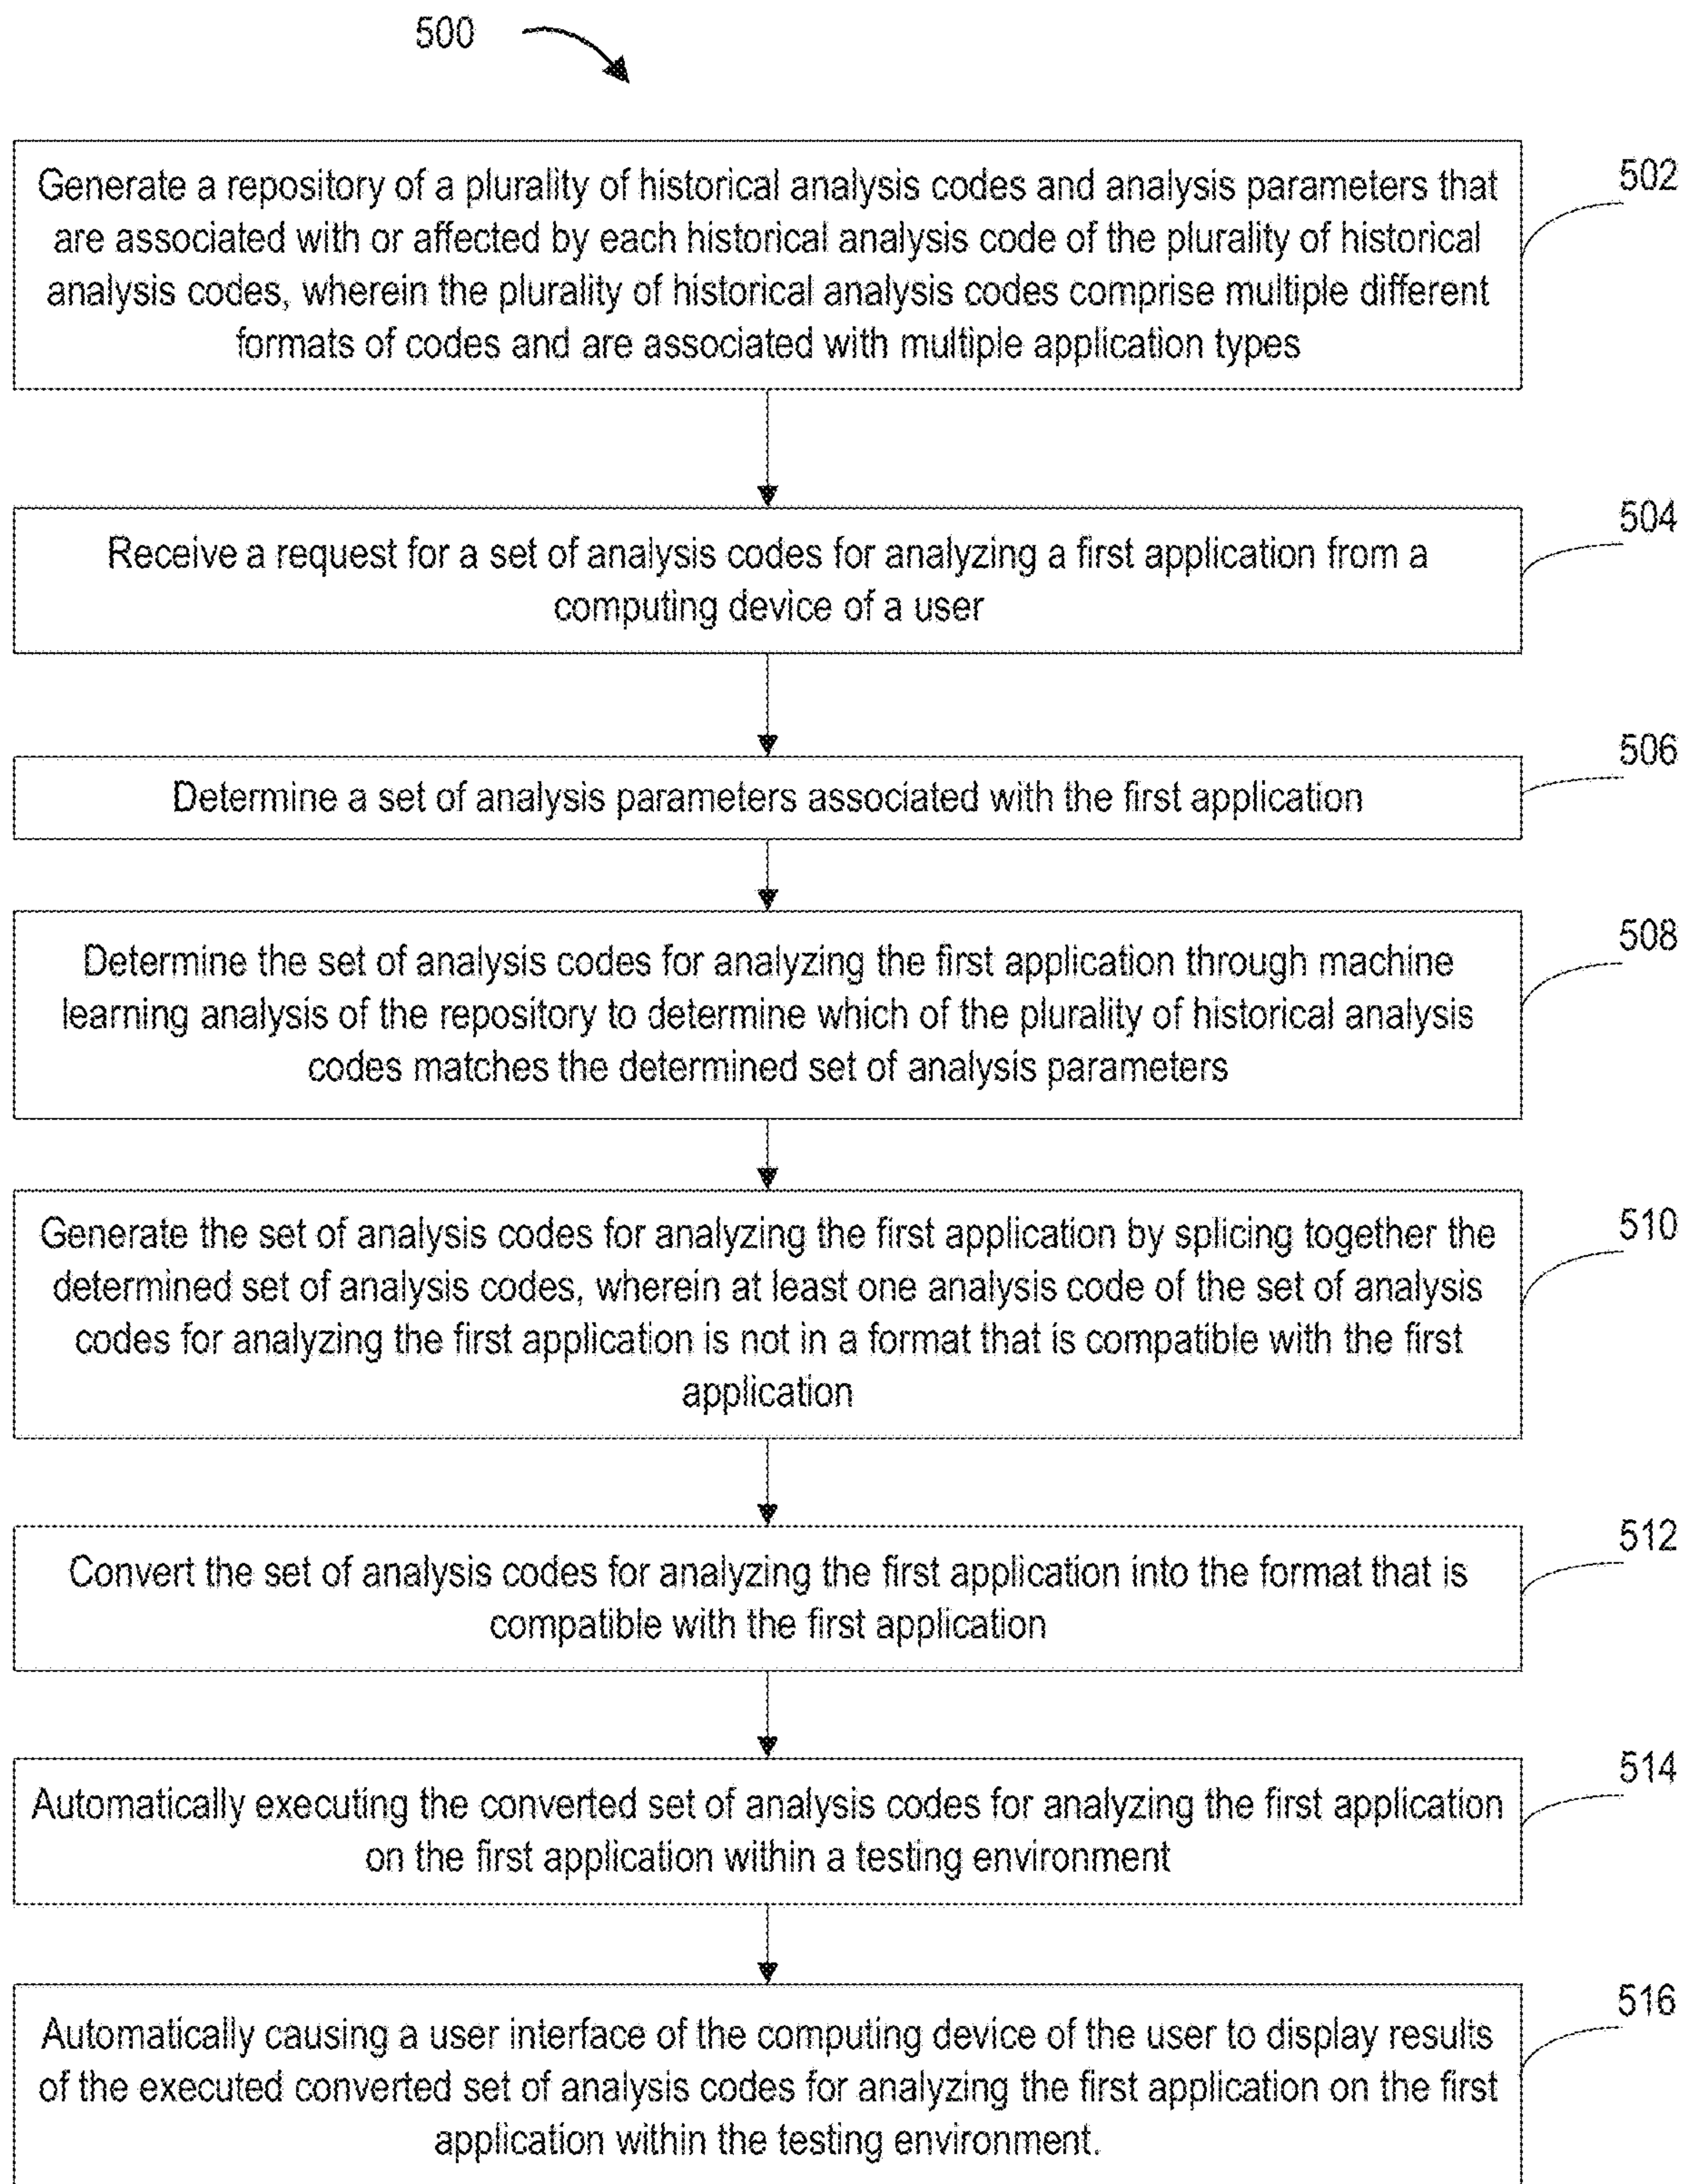 500
Generate a repository of a plurality of historical analysis codes and analysis parameters that
are associated with or affected by each historical analysis code of the plurality of historical
analysis codes, wherein the plurality of historical analysis codes comprise multiple different
formats of codes and are associated with multiple application types
502
Receive a request for a set of analysis codes for analyzing a first application from a
computing device of a user
504
Determine a set of analysis parameters associated with the first application
506
Determine the set of analysis codes for analyzing the first application through machine
learning analysis of the repository to determine which of the plurality of historical analysis
codes matches the determined set of analysis parameters
508
Generate the set of analysis codes for analyzing the first application by splicing together the
determined set of analysis codes, wherein at least one analysis code of the set of analysis
codes for analyzing the first application is not in a format that is compatible with the first
application
510
Convert the set of analysis codes for analyzing the first application into the format that is
compatible with the first application
512
Automatically executing the converted set of analysis codes for analyzing the first application
on the first application within a testing environment
514
Automatically causing a user interface of the computing device of the user to display results
of the executed converted set of analysis codes for analyzing the first application on the first
application within the testing environment.
516